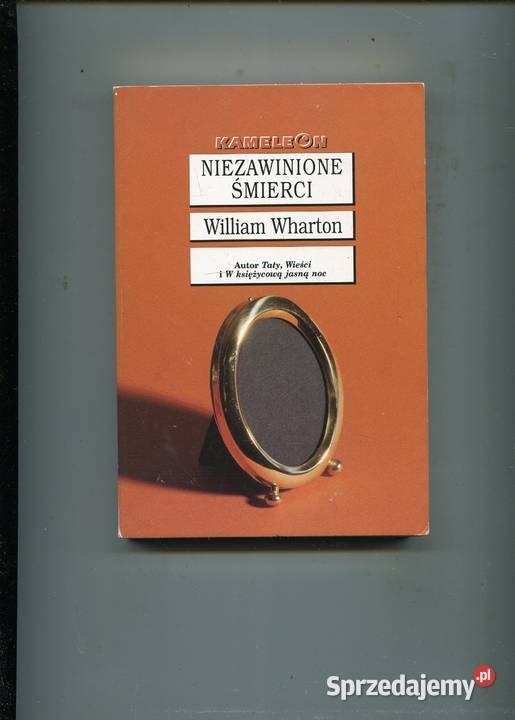 KAMELEON
NIEZAWINIONE
ŚMIERCI
William Wharton
Autor Taty, Wieści
i W księżycową jasną noc
Sprzedajemy.pl